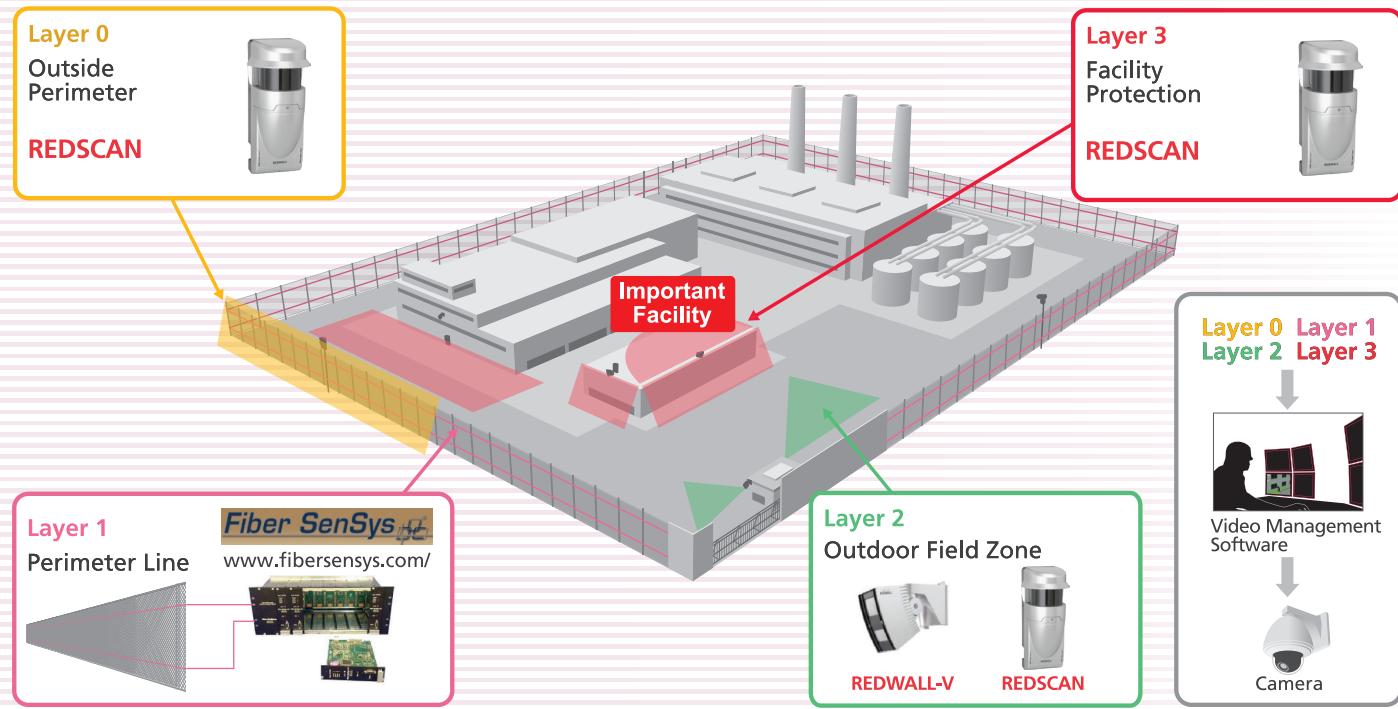 Layer 0
Outside
Perimeter
REDSCAN
Layer 3
Facility
Protection
REDSCAN
Important
Facility
Layer 0 Layer 1
Layer 2 Layer 3
Video Management
Software
Camera
Layer 1
Perimeter Line
Fiber SenSys
www.fibersensys.com/
Layer 2
Outdoor Field Zone
REDWALL-V
REDSCAN